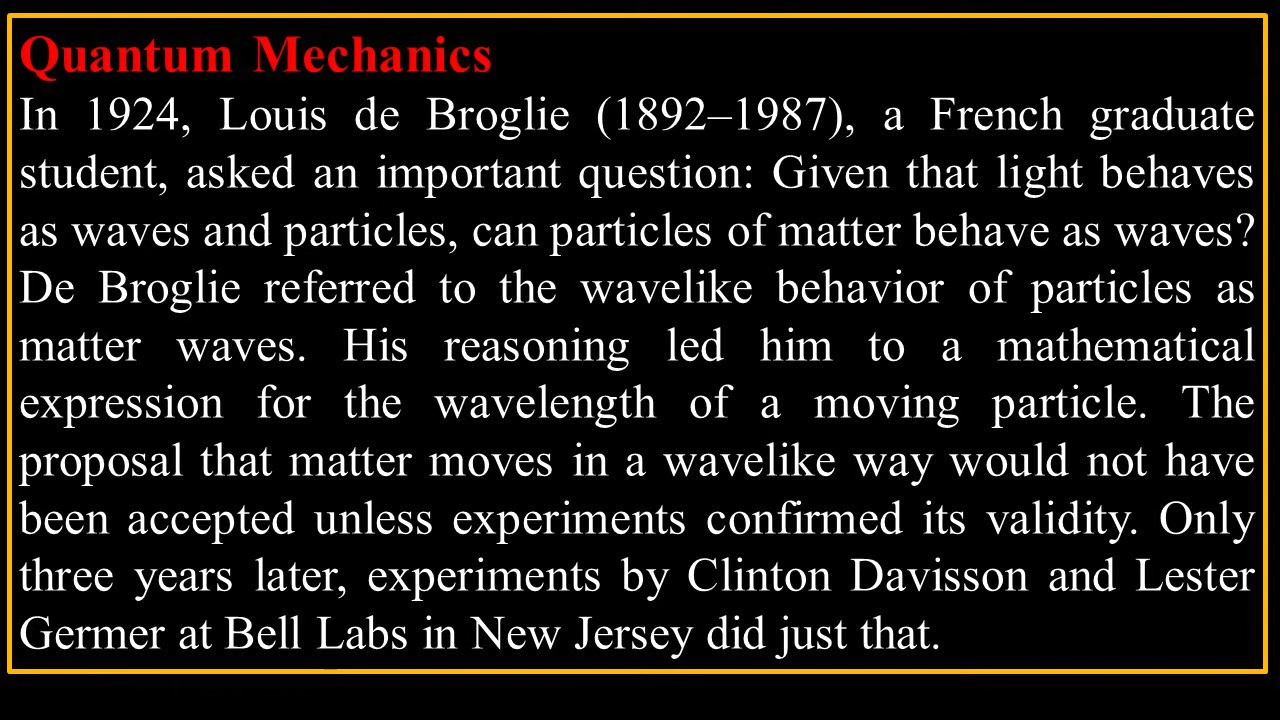 Quantum Mechanics
In 1924, Louis de Broglie (1892–1987), a French graduate
student, asked an important question: Given that light behaves
as waves and particles, can particles of matter behave as waves?
De Broglie referred to the wavelike behavior of particles as
matter waves. His reasoning led him to a mathematical
expression for the wavelength of a moving particle. The
proposal that matter moves in a wavelike way would not have
been accepted unless experiments confirmed its validity. Only
three years later, experiments by Clinton Davisson and Lester
Germer at Bell Labs in New Jersey did just that.